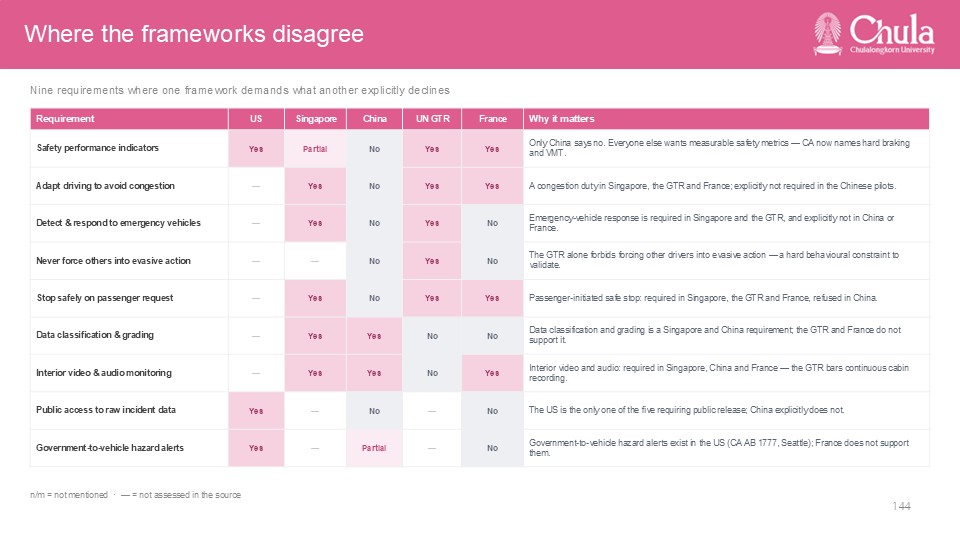 Where the frameworks disagree
Chula
Chulalongkorn University
Nine requirements where one framework demands what another explicitly declines
Requirement US Singapore China UN GTR France Why it matters
Safety performance indicators Yes Partial No Yes Yes Only China says no. Everyone else wants measurable safety metrics — CA now names hard braking
and VMT.
Adapt driving to avoid congestion — Yes No Yes Yes A congestion duty in Singapore, the GTR and France; explicitly not required in the Chinese pilots.
Detect & respond to emergency vehicles — Yes No Yes No Emergency-vehicle response is required in Singapore and the GTR, and explicitly not in China or
France.
Never force others into evasive action — — No Yes No The GTR alone forbids forcing other drivers into evasive action — a hard behavioural constraint to
validate.
Stop safely on passenger request — Yes No Yes Yes Passenger-initiated safe stop: required in Singapore, the GTR and France, refused in China.
Data classification & grading — Yes Yes No No Data classification and grading is a Singapore and China requirement; the GTR and France do not
support it.
Interior video & audio monitoring — Yes Yes No Yes Interior video and audio: required in Singapore, China and France — the GTR bars continuous cabin
recording.
Public access to raw incident data Yes — No — No The US is the only one of the five requiring public release; China explicitly does not.
Government-to-vehicle hazard alerts Yes — Partial — No Government-to-vehicle hazard alerts exist in the US (CA AB 1777, Seattle); France does not support
them.
n/m = not mentioned · — = not assessed in the source
144